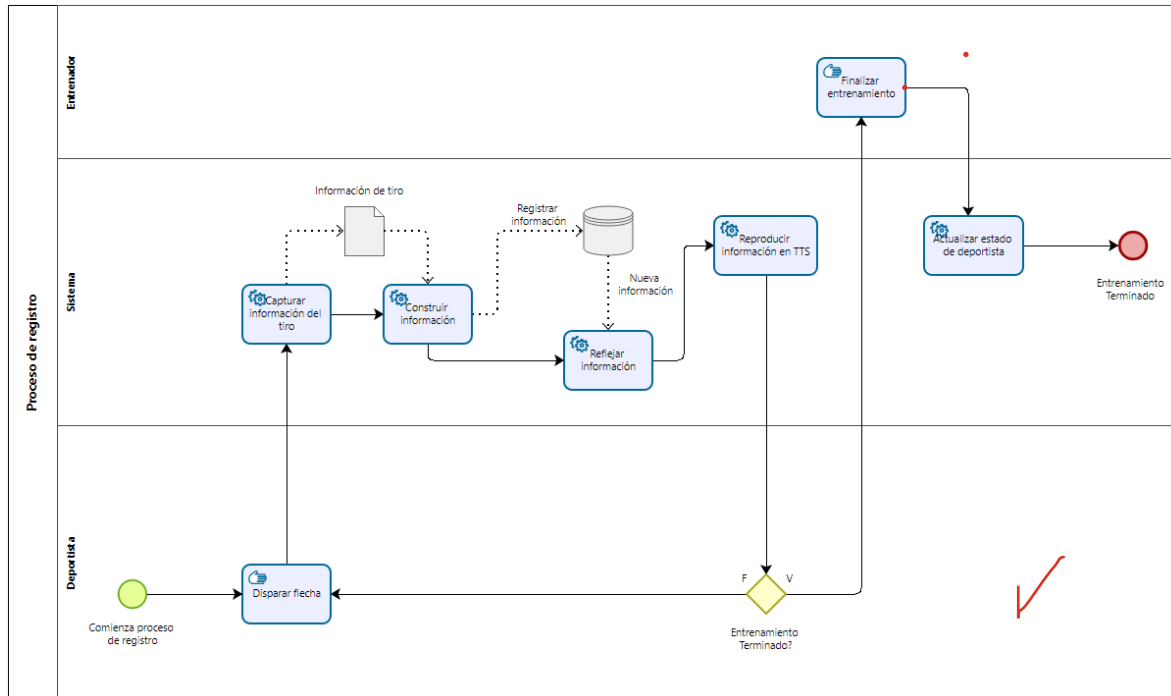 Proceso de registro
Entrenador
Finalizar
entrenamiento
Sistema
Información de tiro
Registrar
información
Nueva
información
Capturar
información del
tiro
Construir
información
Reflejar
información
Reproducir
información en TTS
Actualizar estado
de deportista
Entrenamiento
Terminado
Deportista
Comienza proceso
de registro
Disparar flecha
F
V
Entrenamiento
Terminado?